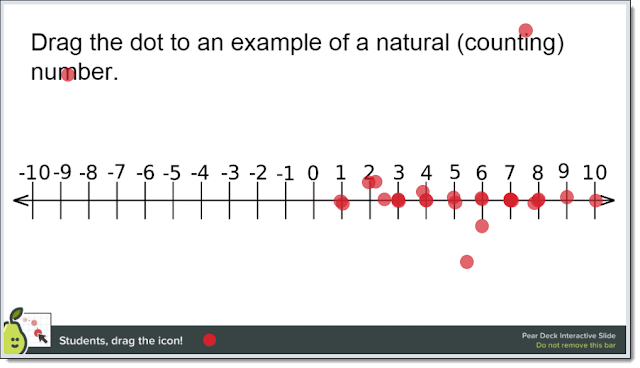 Drag the dot to an example of a natural (counting)
number.
-10 -9 -8 -7 -6 -5 -4 -3 -2 -1 0 1 2 3 4 5 6 7 8 9 10
Students, drag the icon!
Pear Deck Interactive Slide
Do not remove this bar